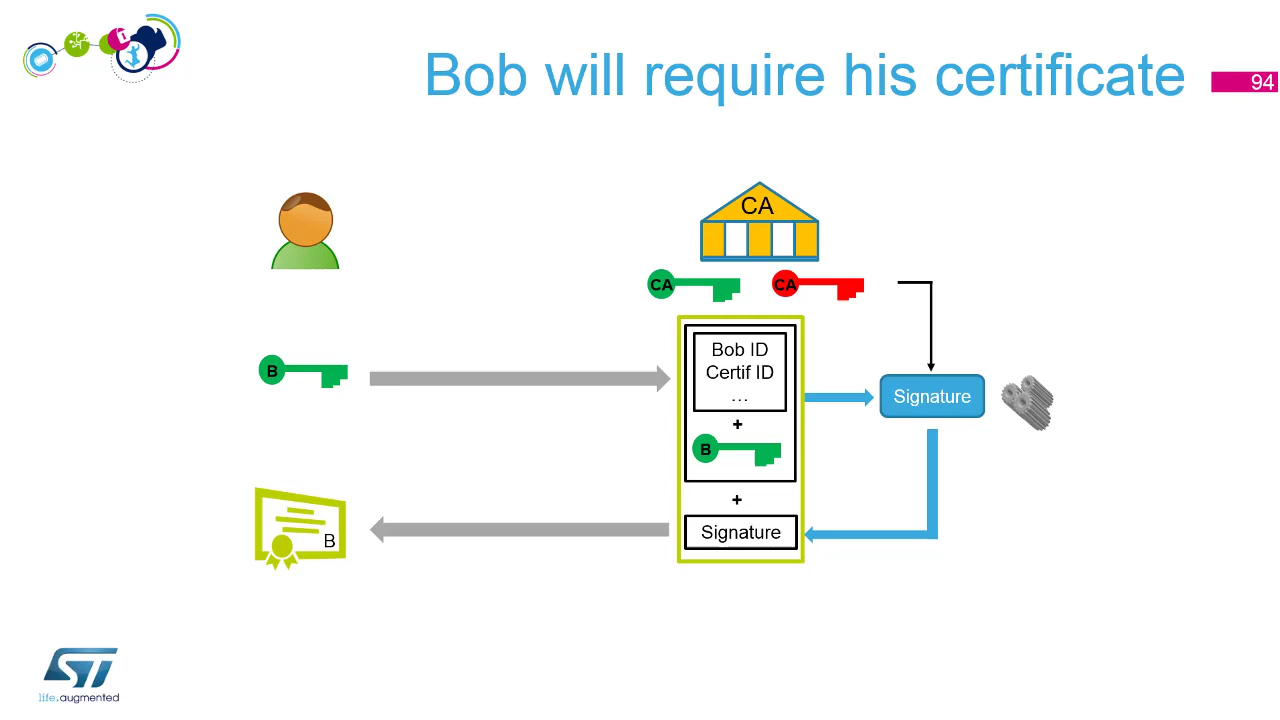 Bob will require his certificate
94
CA
CA
CA
Bob ID
Certif ID
...
B
+
Signature
B
+
B
Signature
life.augmented